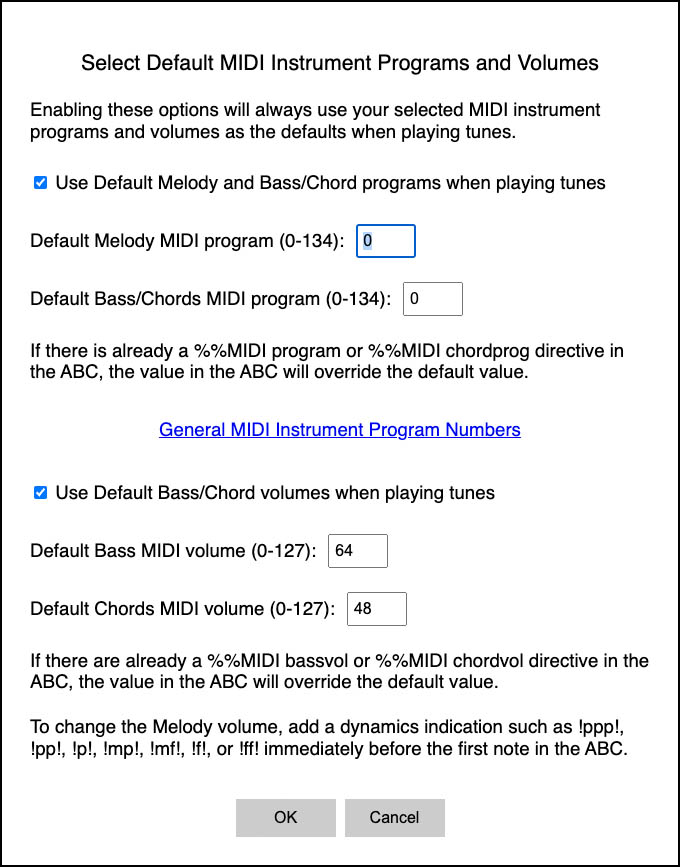 Select Default MIDI Instrument Programs and Volumes
Enabling these options will always use your selected MIDI instrument
programs and volumes as the defaults when playing tunes.
Use Default Melody and Bass/Chord programs when playing tunes
Default Melody MIDI program (0-134): 0
Default Bass/Chords MIDI program (0-134): 0
If there is already a %%MIDI program or %%MIDI chordprog directive in
the ABC, the value in the ABC will override the default value.
General MIDI Instrument Program Numbers
Use Default Bass/Chord volumes when playing tunes
Default Bass MIDI volume (0-127): 64
Default Chords MIDI volume (0-127): 48
If there are already a %%MIDI bassvol or %%MIDI chordvol directive in the
ABC, the value in the ABC will override the default value.
To change the Melody volume, add a dynamics indication such as !ppp!,
!pp!, !p!, !mp!, !mf!, !f!, or !ff! immediately before the first note in the ABC.
OK Cancel